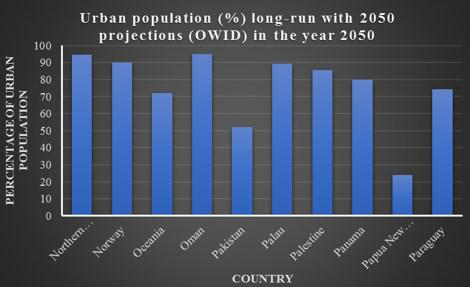 Urban population (%) long-run with 2050
projections (OWID) in the year 2050
PERCENTAGE OF URBAN
POPULATION
100
90
80
70
60
50
40
30
20
10
0
Northern...
Norway
Oceania
Oman
Pakistan
Palau
Palestine
Panama
Papua New...
Paraguay
COUNTRY